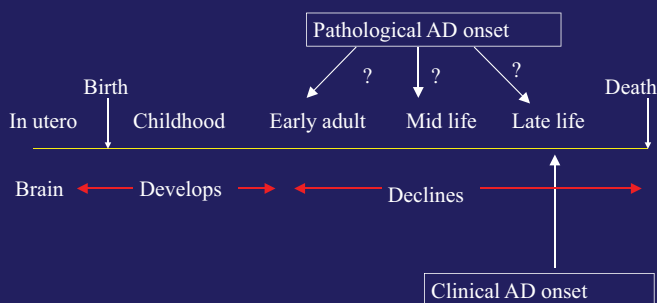 Pathological AD onset
? ? ?
Birth Death
In utero Childhood Early adult Mid life Late life
Brain Develops Declines
Clinical AD onset